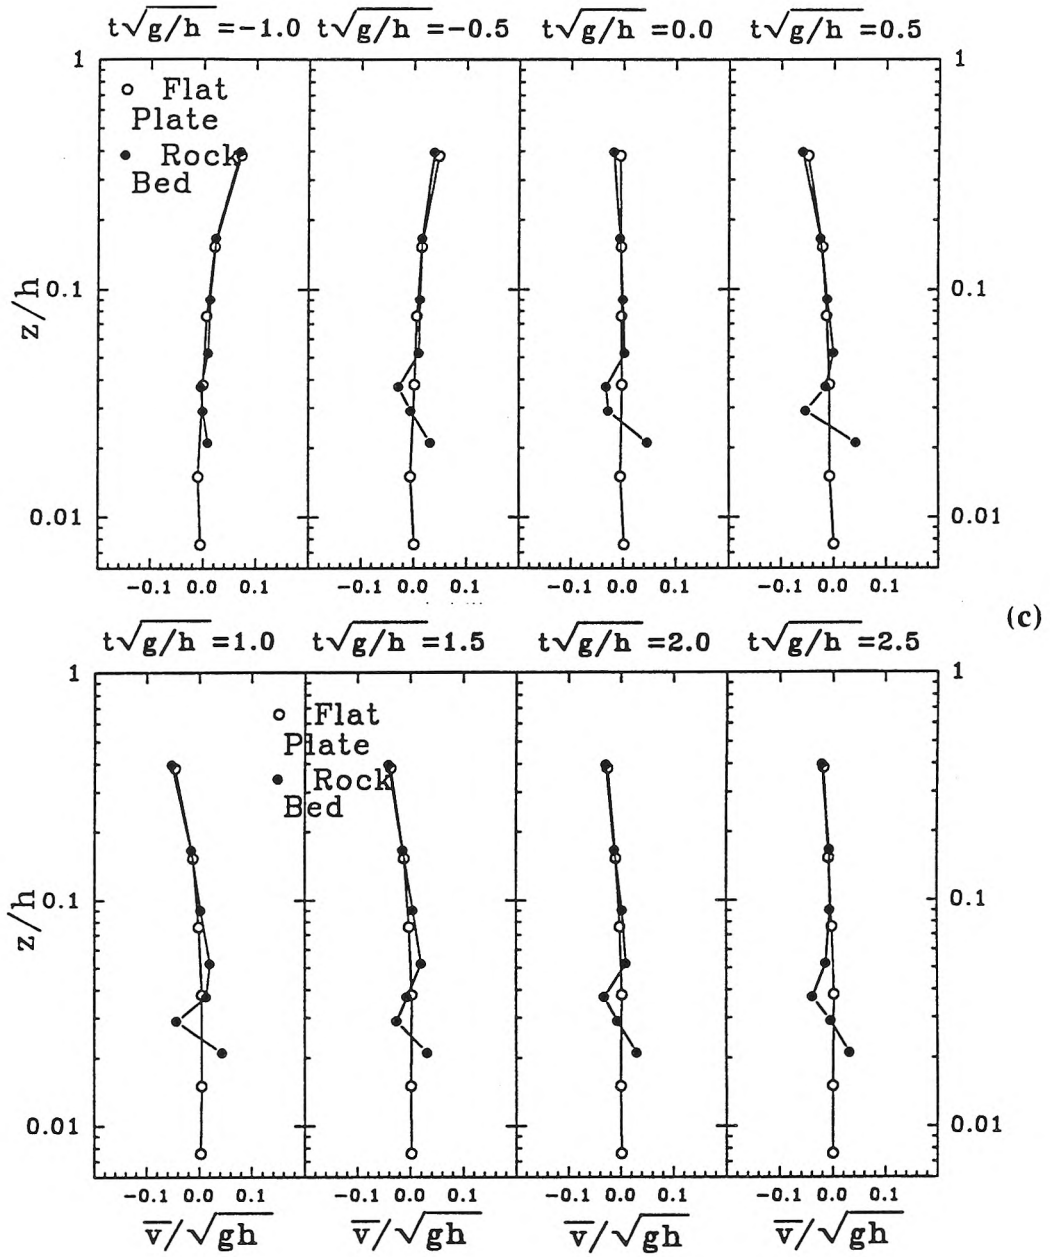 t√g/h =-1.0 t√g/h =-0.5 t√g/h =0.0 t√g/h =0.5
1 1
Flat
Plate
Rock
Bed
z/h
0.1 0.1
0.01 0.01
-0.1 0.0 0.1 -0.1 0.0 0.1 -0.1 0.0 0.1 -0.1 0.0 0.1
(c)
t√g/h =1.0 t√g/h =1.5 t√g/h =2.0 t√g/h =2.5
1 1
Flat
Plate
Rock
Bed
z/h
0.1 0.1
0.01 0.01
-0.1 0.0 0.1 -0.1 0.0 0.1 -0.1 0.0 0.1 -0.1 0.0 0.1
v̅/√gh v̅/√gh v̅/√gh v̅/√gh